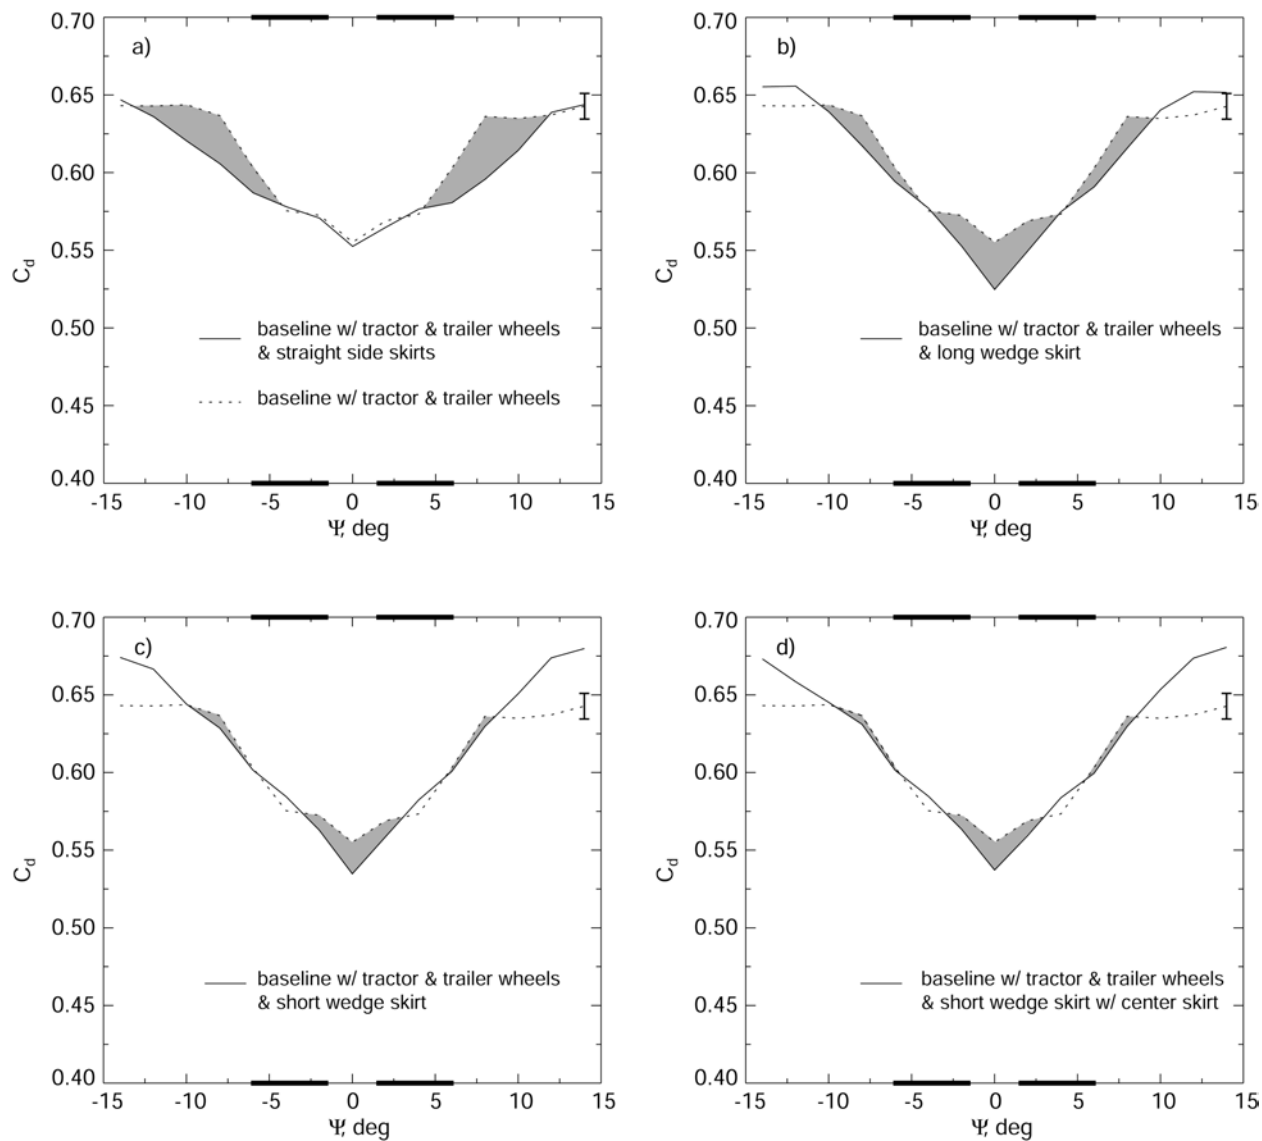 a)
0.70
0.65
0.60
0.55
0.50
0.45
0.40
Cd
baseline w/ tractor & trailer wheels
& straight side skirts
baseline w/ tractor & trailer wheels
-15 -10 -5 0 5 10 15
Ψ, deg
b)
0.70
0.65
0.60
0.55
0.50
0.45
0.40
Cd
baseline w/ tractor & trailer wheels
& long wedge skirt
-15 -10 -5 0 5 10 15
Ψ, deg
c)
0.70
0.65
0.60
0.55
0.50
0.45
0.40
Cd
baseline w/ tractor & trailer wheels
& short wedge skirt
-15 -10 -5 0 5 10 15
Ψ, deg
d)
0.70
0.65
0.60
0.55
0.50
0.45
0.40
Cd
baseline w/ tractor & trailer wheels
& short wedge skirt w/ center skirt
-15 -10 -5 0 5 10 15
Ψ, deg